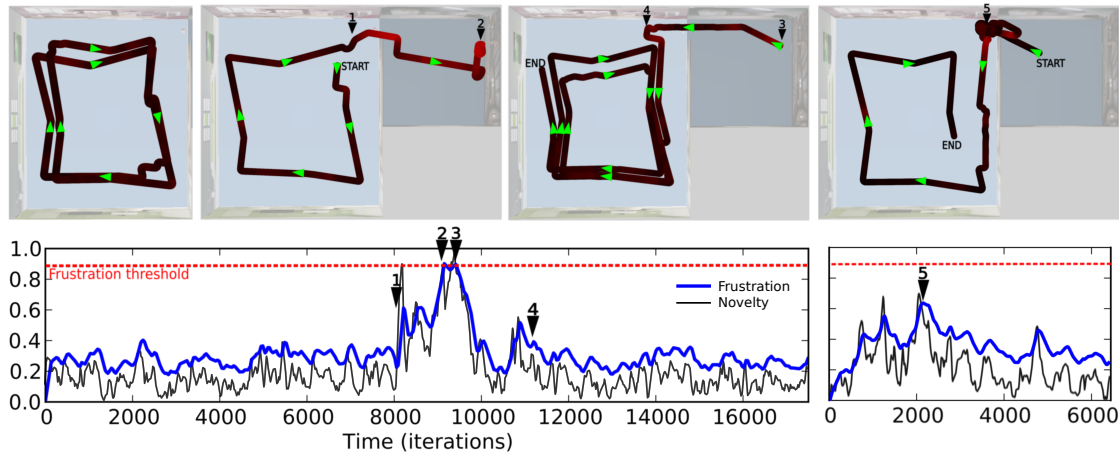 1 2 4 3 5
START START
END END
1.0 2 3
Frustration threshold
0.8 1 5
0.6 Frustration
Novelty
0.4 4
0.2
0.0
0 2000 4000 6000 8000 10000 12000 14000 16000 0 2000 4000 6000
Time (iterations)